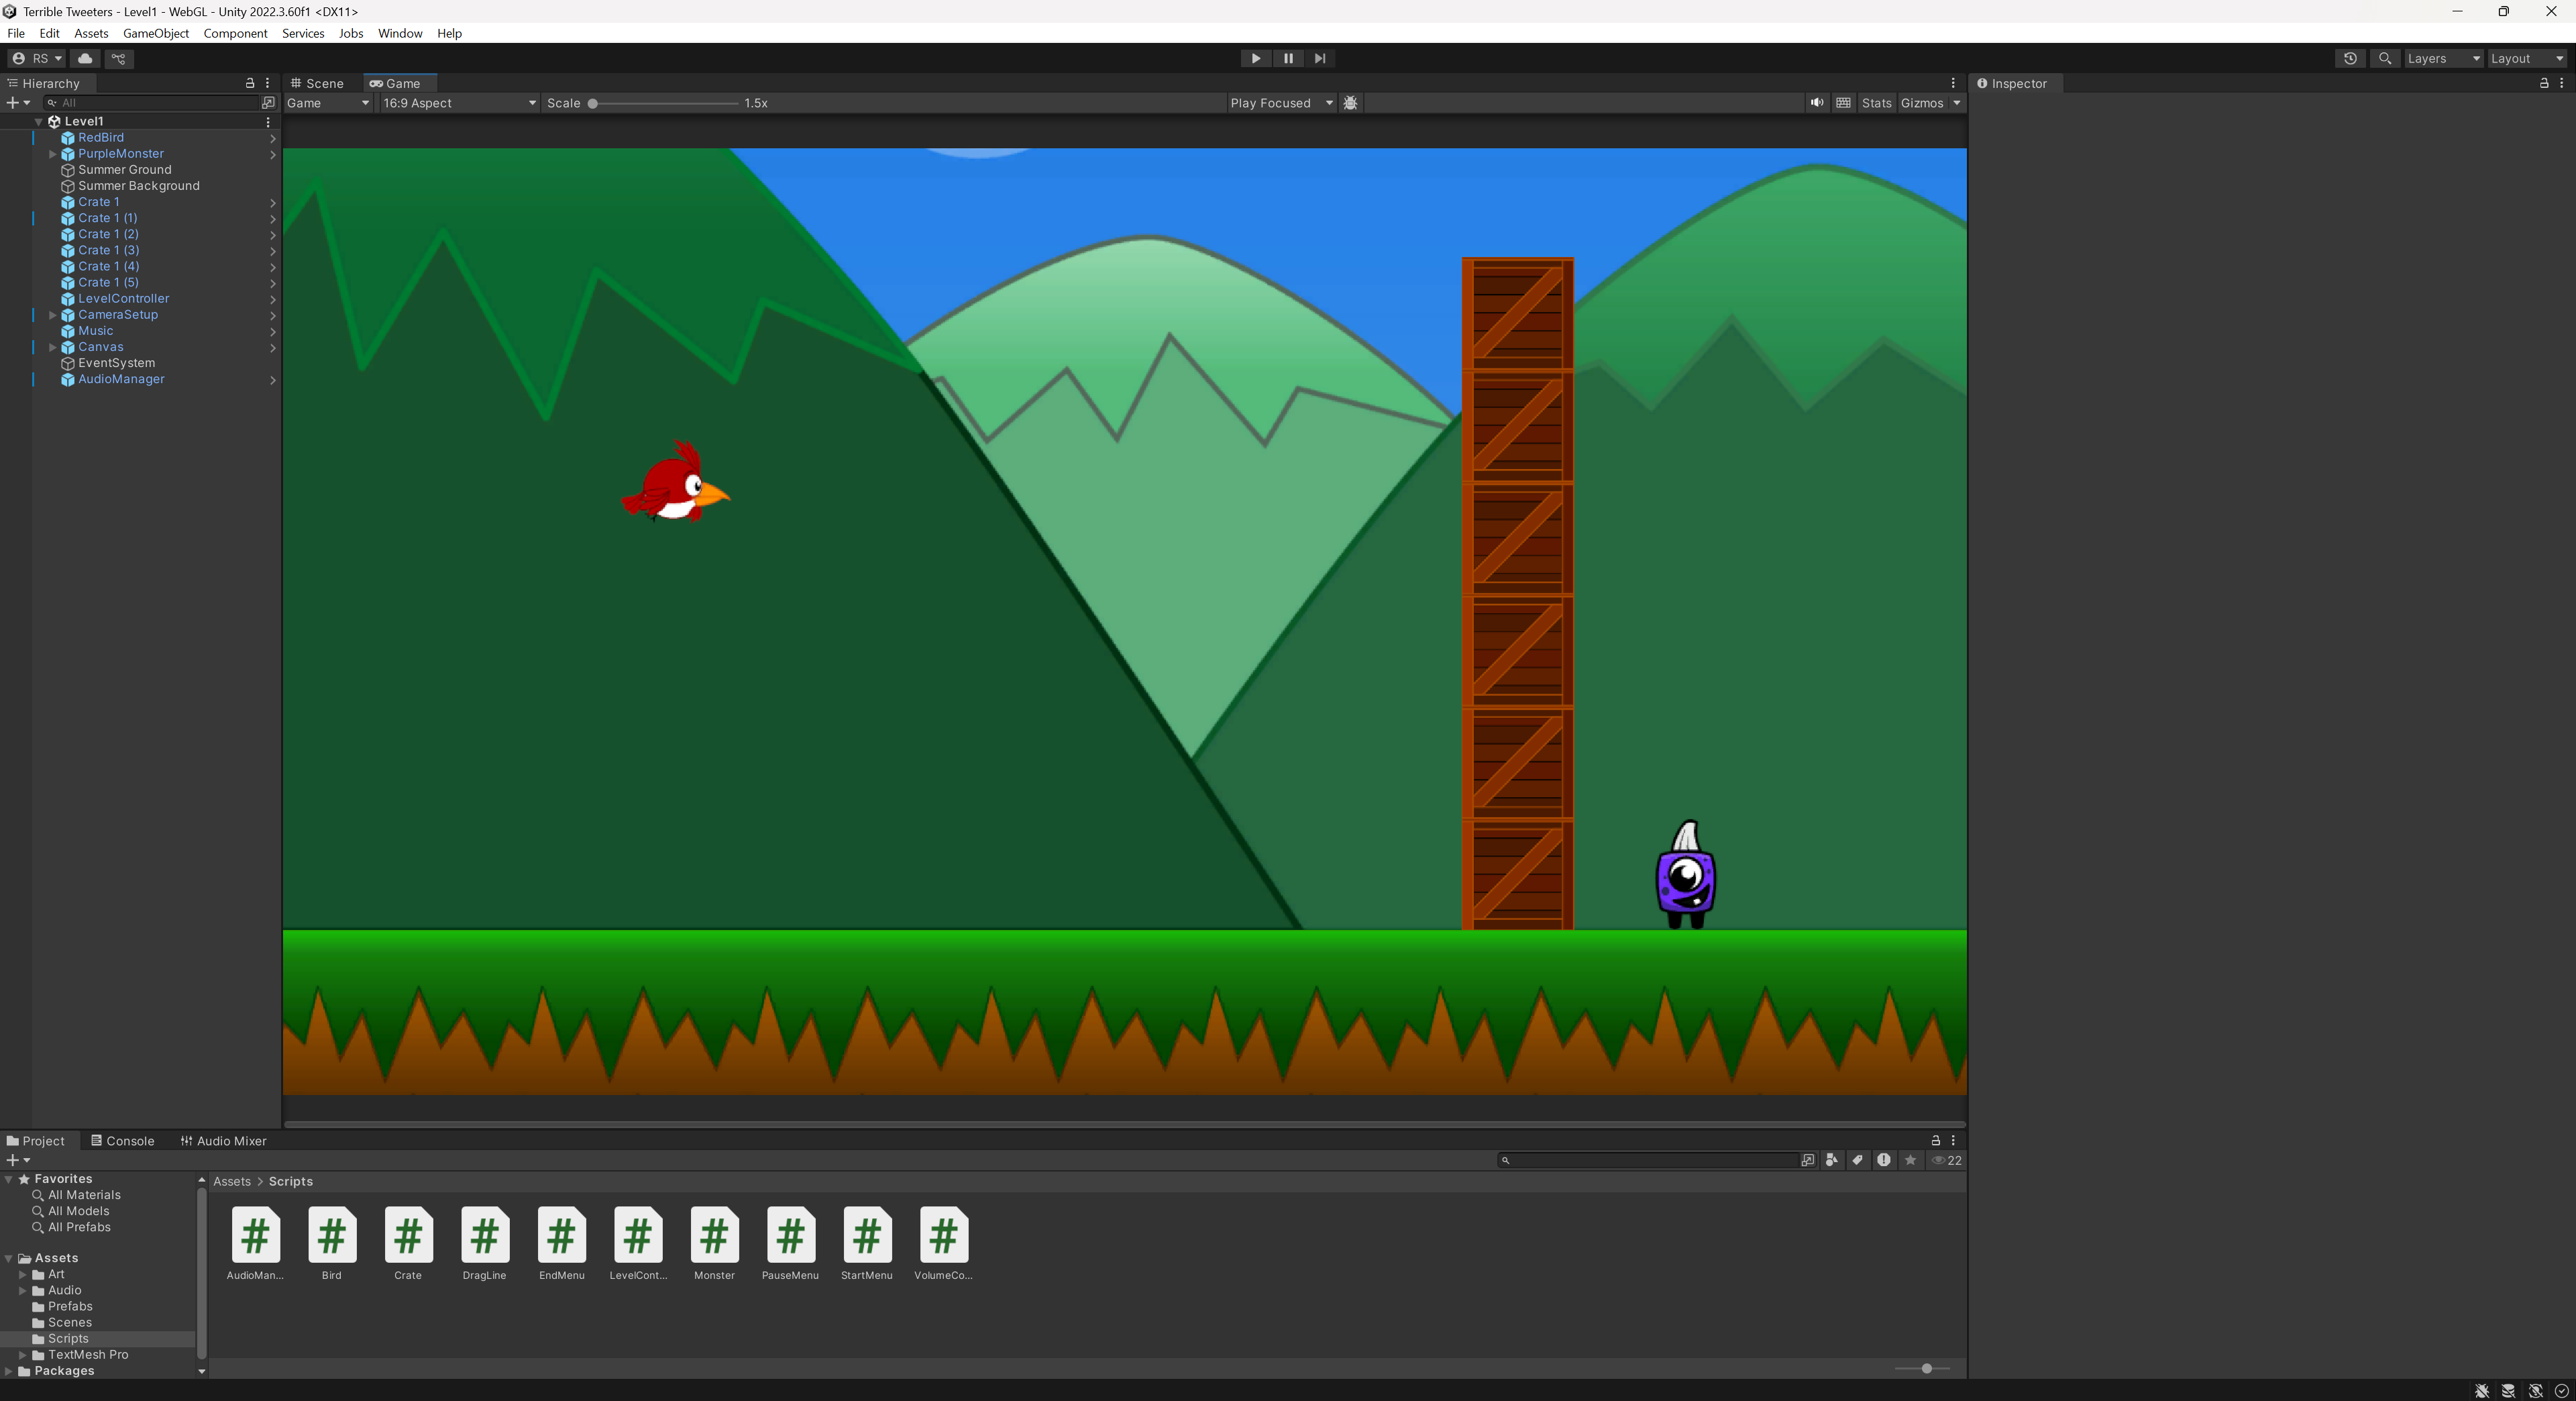 Terrible Tweeters - Level1 - WebGL - Unity 2022.3.60f1 <DX11>
File Edit Assets GameObject Component Services Jobs Window Help
RS Layers Layout
Hierarchy
All
Level1
RedBird
PurpleMonster
Summer Ground
Summer Background
Crate 1
Crate 1 (1)
Crate 1 (2)
Crate 1 (3)
Crate 1 (4)
Crate 1 (5)
LevelController
CameraSetup
Music
Canvas
EventSystem
AudioManager
Scene Game
Game 16:9 Aspect Scale 1.5x Play Focused Stats Gizmos
Inspector
Project Console Audio Mixer
22
Favorites
All Materials
All Models
All Prefabs
Assets
Art
Audio
Prefabs
Scenes
Scripts
TextMesh Pro
Packages
Assets > Scripts
# # # # # # # # # #
AudioMan... Bird Crate DragLine EndMenu LevelCont... Monster PauseMenu StartMenu VolumeCo...